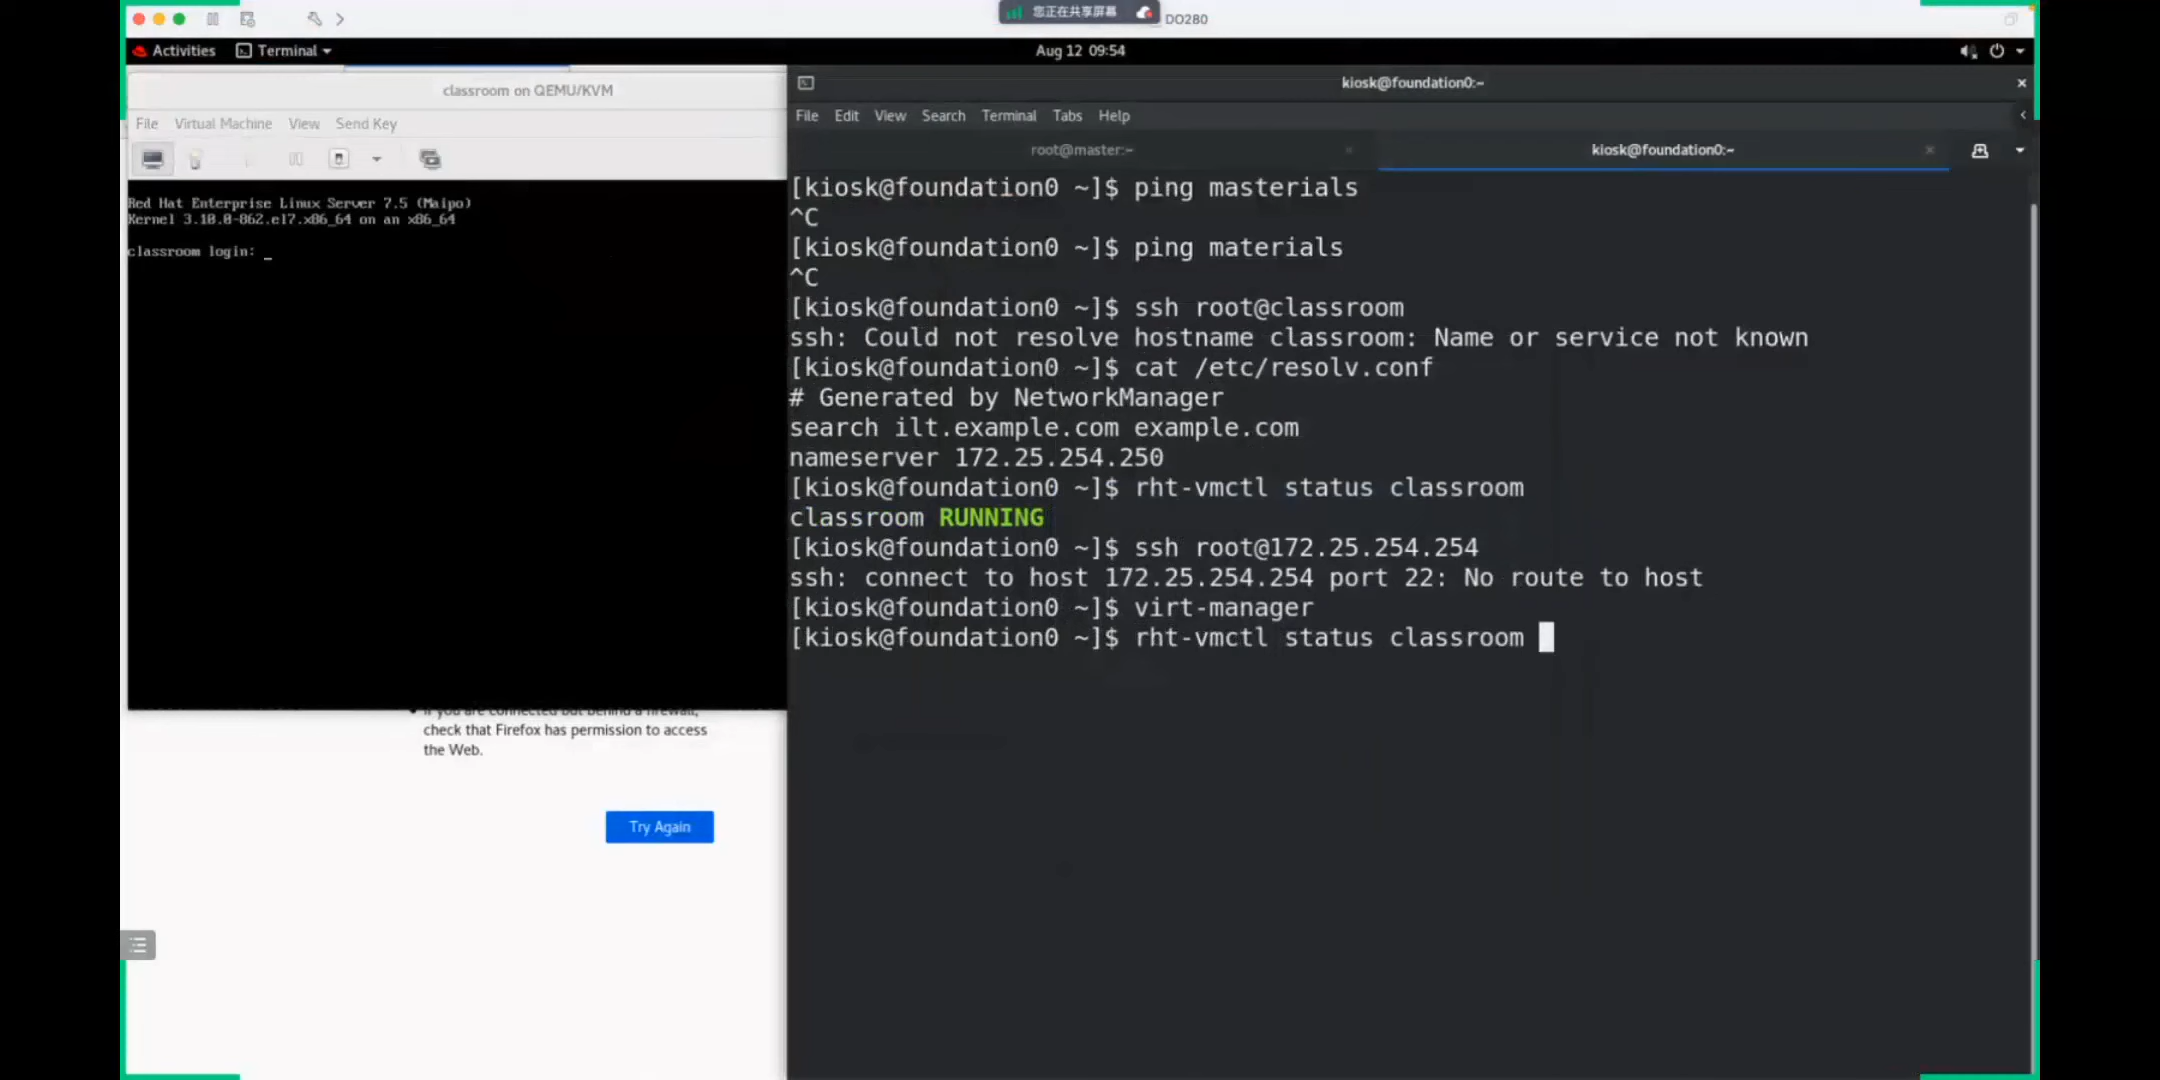 您正在共享屏幕
DO280
Activities
Terminal
Aug 12 09:54
classroom on QEMU/KVM
File Virtual Machine View Send Key
Red Hat Enterprise Linux Server 7.5 (Maipo)
Kernel 3.10.0-862.el7.x86_64 on an x86_64
classroom login: _
If you are connected but behind a firewall,
check that Firefox has permission to access
the Web.
Try Again
kiosk@foundation0:~
File Edit View Search Terminal Tabs Help
root@master:~
kiosk@foundation0:~
[kiosk@foundation0 ~]$ ping masterials
^C
[kiosk@foundation0 ~]$ ping materials
^C
[kiosk@foundation0 ~]$ ssh root@classroom
ssh: Could not resolve hostname classroom: Name or service not known
[kiosk@foundation0 ~]$ cat /etc/resolv.conf
# Generated by NetworkManager
search ilt.example.com example.com
nameserver 172.25.254.250
[kiosk@foundation0 ~]$ rht-vmctl status classroom
classroom RUNNING
[kiosk@foundation0 ~]$ ssh root@172.25.254.254
ssh: connect to host 172.25.254.254 port 22: No route to host
[kiosk@foundation0 ~]$ virt-manager
[kiosk@foundation0 ~]$ rht-vmctl status classroom